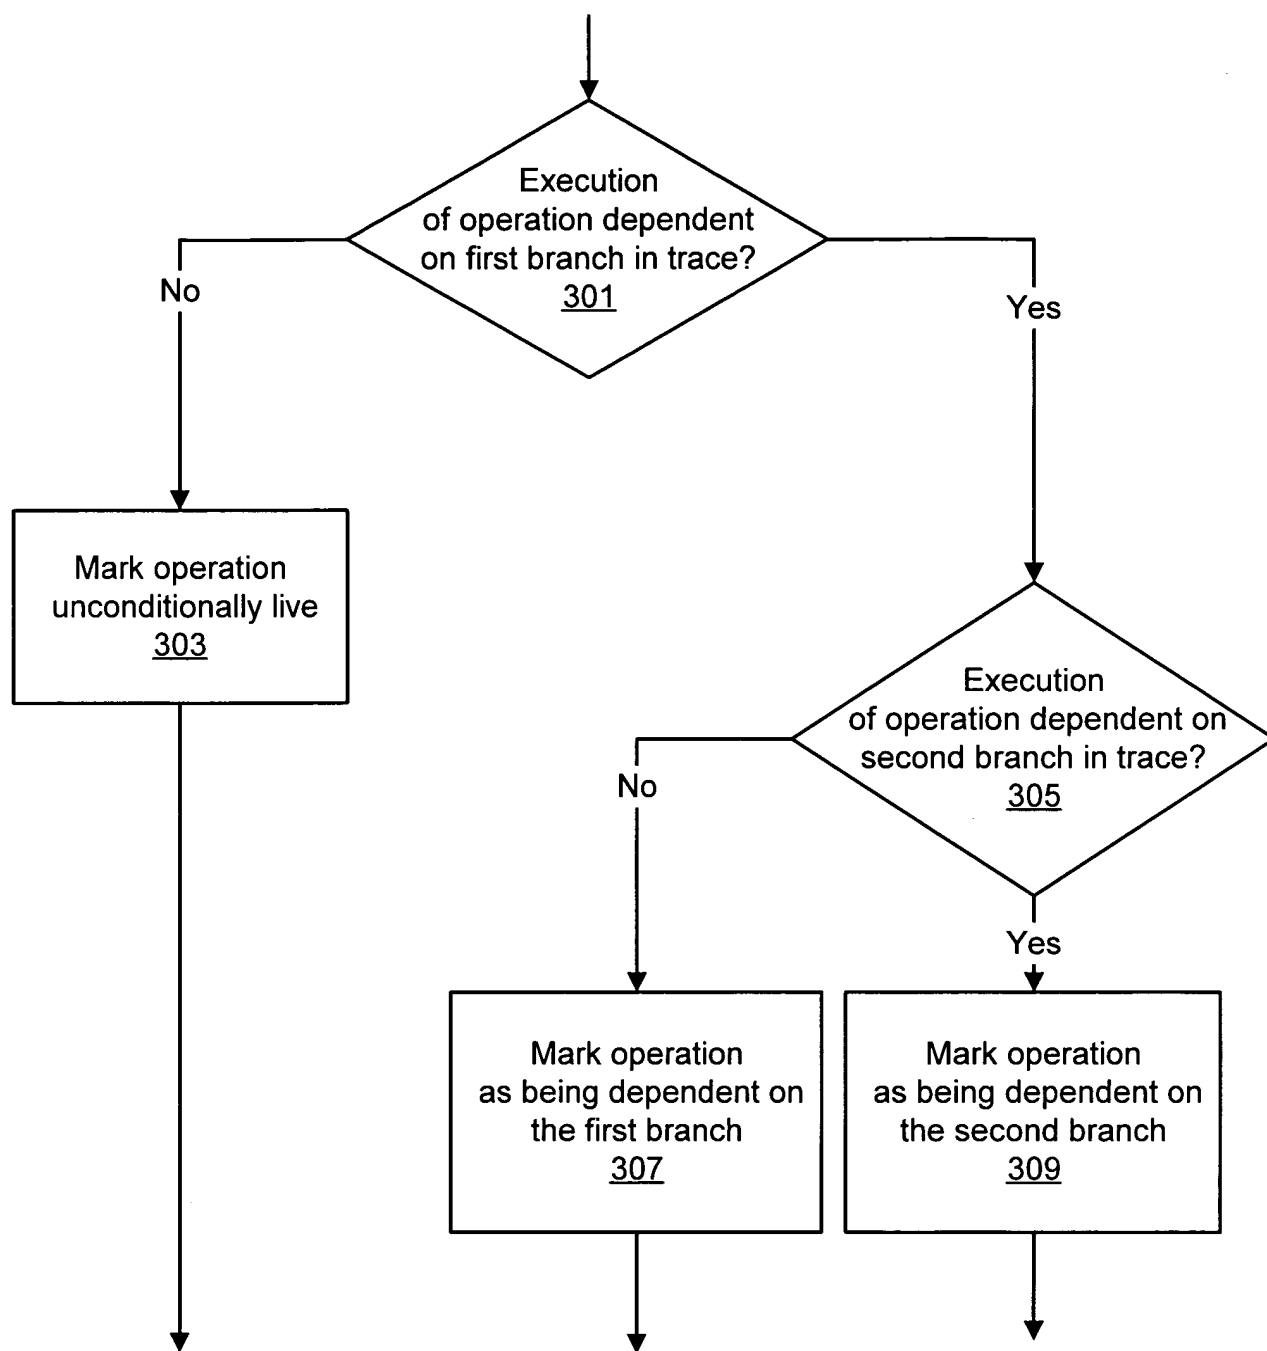 Execution
of operation dependent
on first branch in trace?
301
No
Yes
Mark operation
unconditionally live
303
Execution
of operation dependent on
second branch in trace?
305
No
Yes
Mark operation
as being dependent on
the first branch
307
Mark operation
as being dependent on
the second branch
309